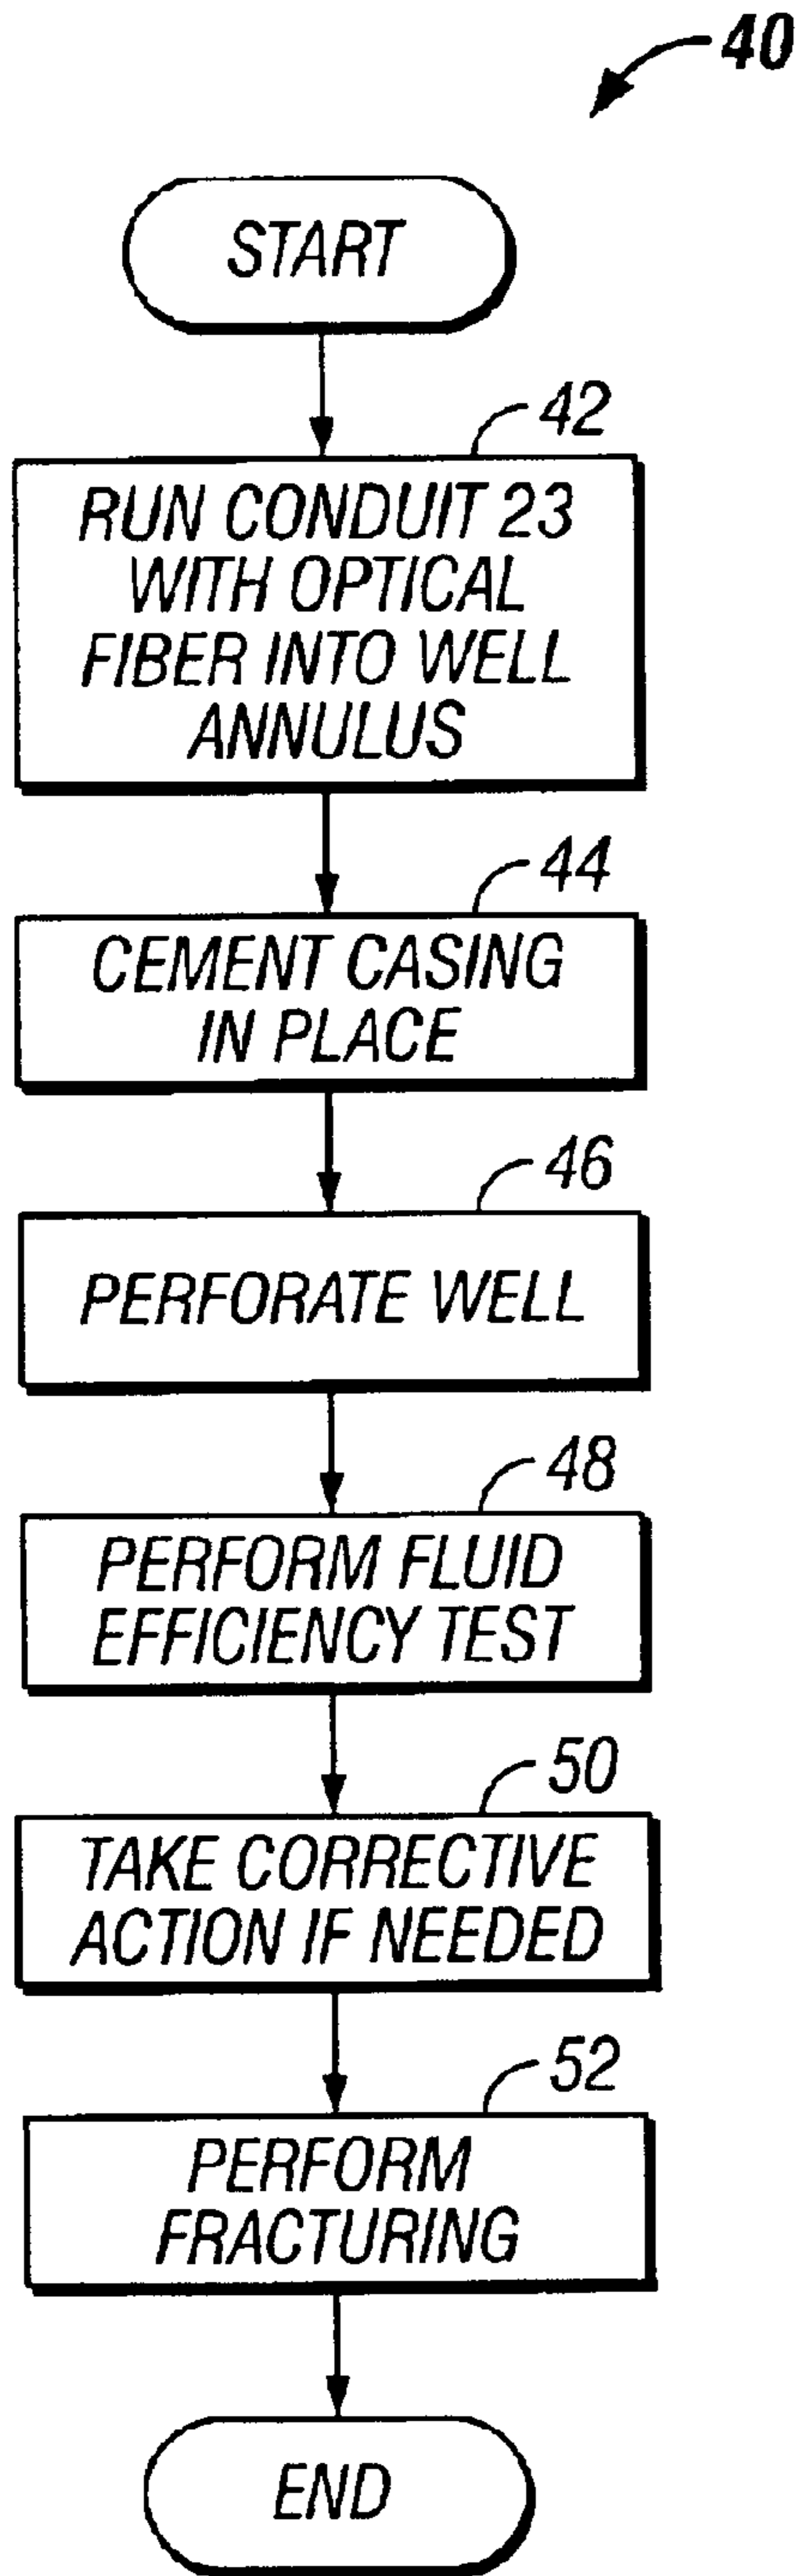 40
START
42
RUN CONDUIT 23
WITH OPTICAL
FIBER INTO WELL
ANNULUS
44
CEMENT CASING
IN PLACE
46
PERFORATE WELL
48
PERFORM FLUID
EFFICIENCY TEST
50
TAKE CORRECTIVE
ACTION IF NEEDED
52
PERFORM
FRACTURING
END